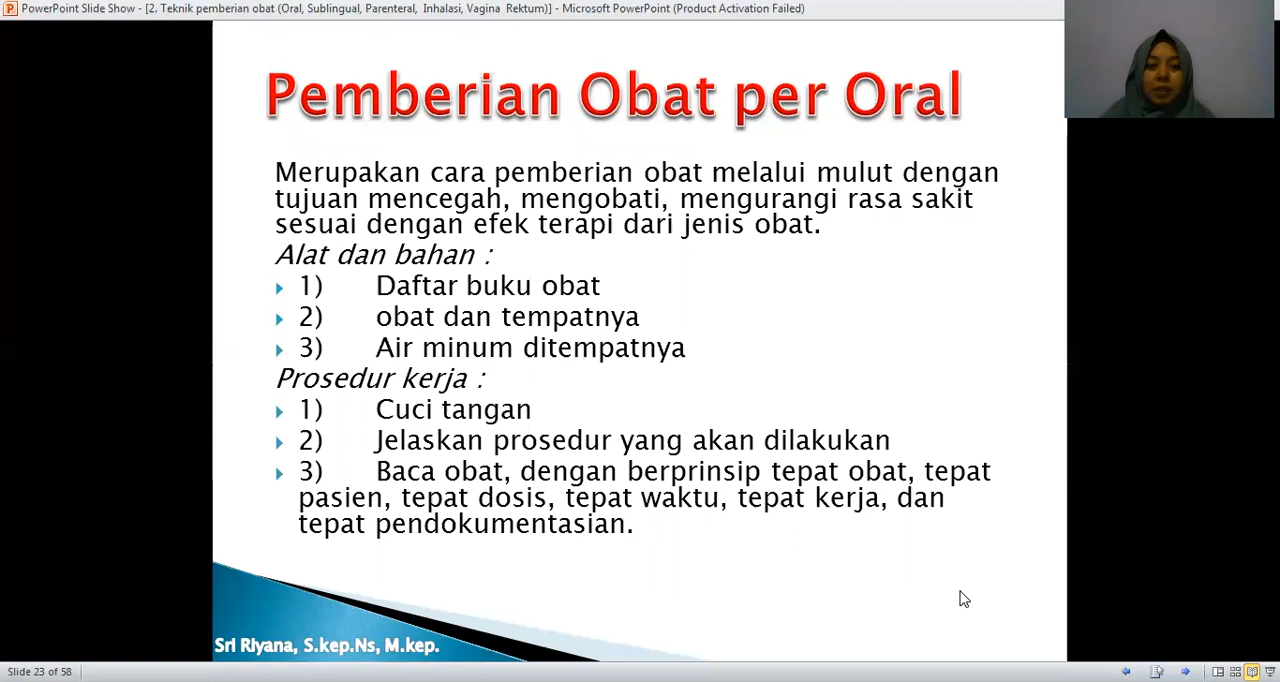 PowerPoint Slide Show - [2. Teknik pemberian obat (Oral, Sublingual, Parenteral, Inhalasi, Vagina Rektum)] - Microsoft PowerPoint (Product Activation Failed)
Pemberian Obat per Oral
Merupakan cara pemberian obat melalui mulut dengan
tujuan mencegah, mengobati, mengurangi rasa sakit
sesuai dengan efek terapi dari jenis obat.
Alat dan bahan :
1) Daftar buku obat
2) obat dan tempatnya
3) Air minum ditempatnya
Prosedur kerja :
1) Cuci tangan
2) Jelaskan prosedur yang akan dilakukan
3) Baca obat, dengan berprinsip tepat obat, tepat
pasien, tepat dosis, tepat waktu, tepat kerja, dan
tepat pendokumentasian.
Sri Riyana, S.kep.Ns, M.kep.
Slide 23 of 58